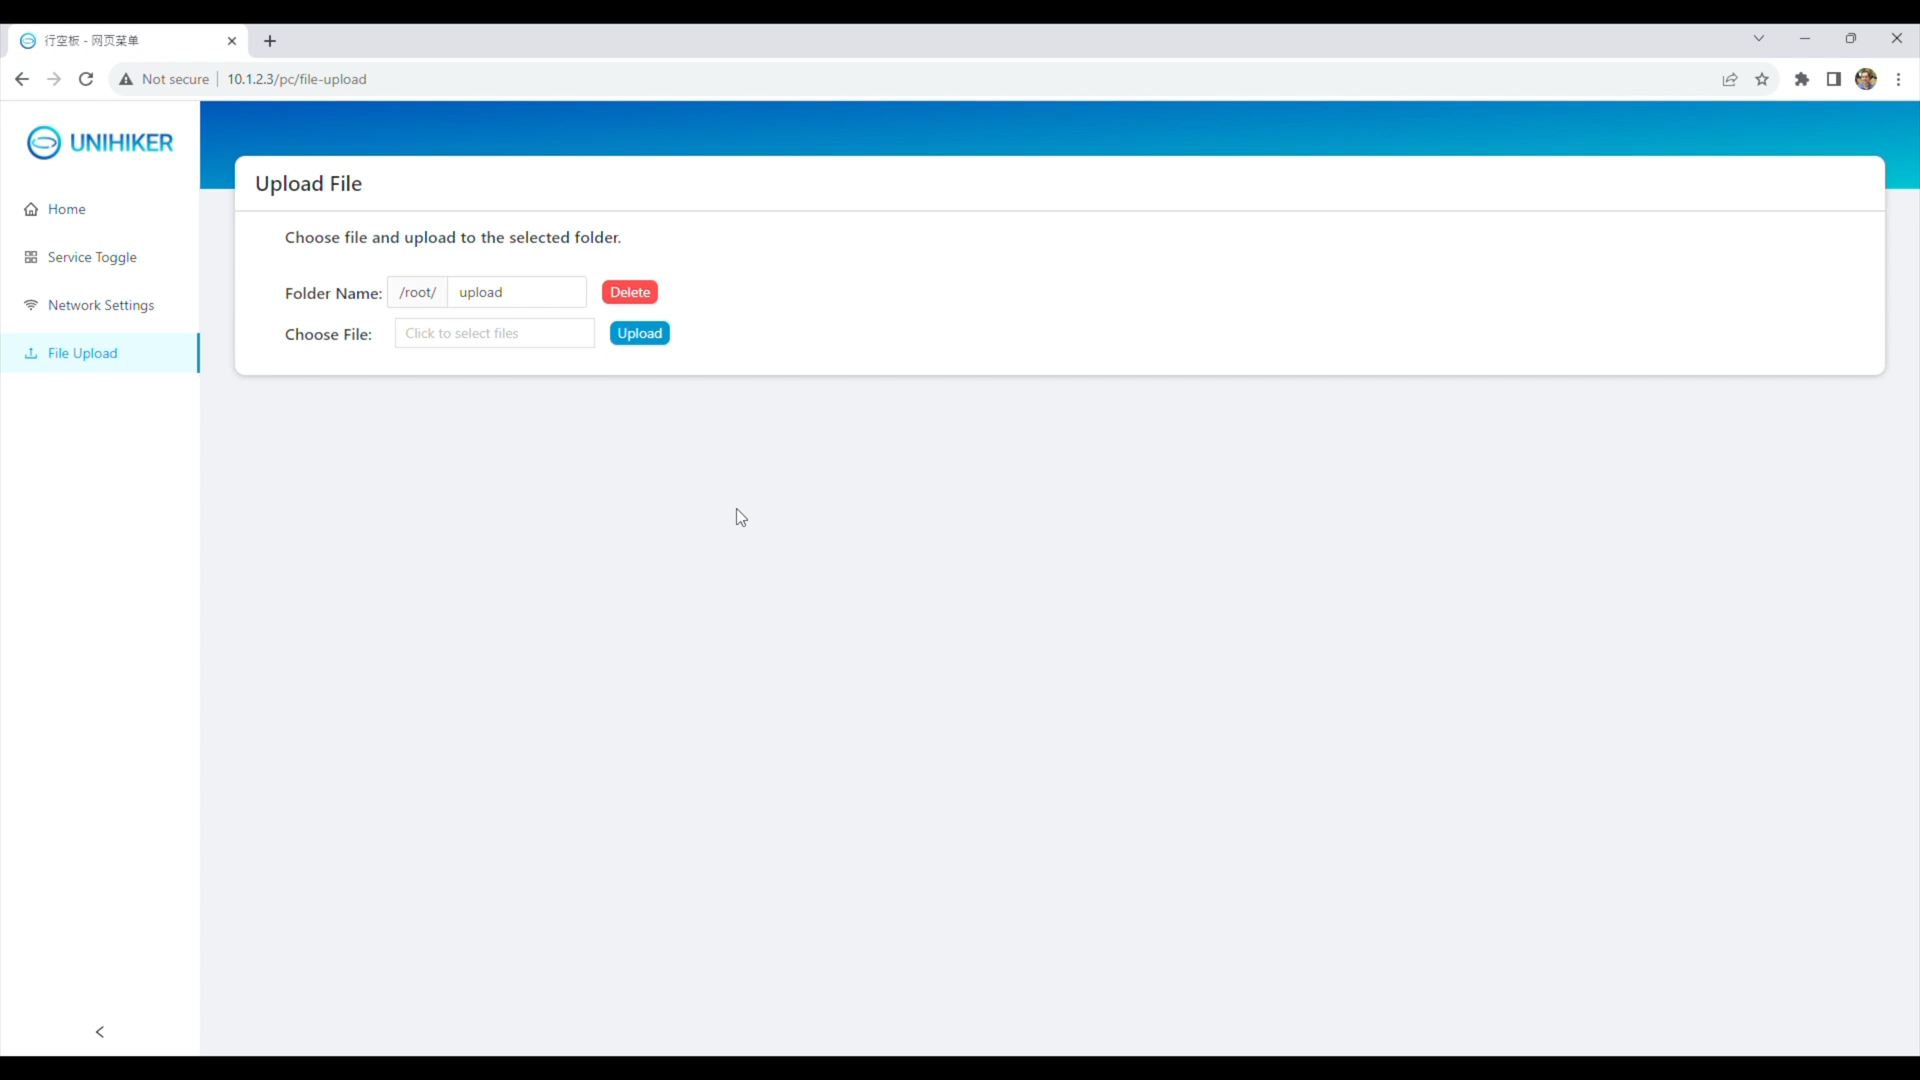 行空板 - 网页菜单
Not secure
10.1.2.3/pc/file-upload
UNIHIKER
Home
Service Toggle
Network Settings
File Upload
Upload File
Choose file and upload to the selected folder.
Folder Name: /root/ upload Delete
Choose File: Click to select files Upload